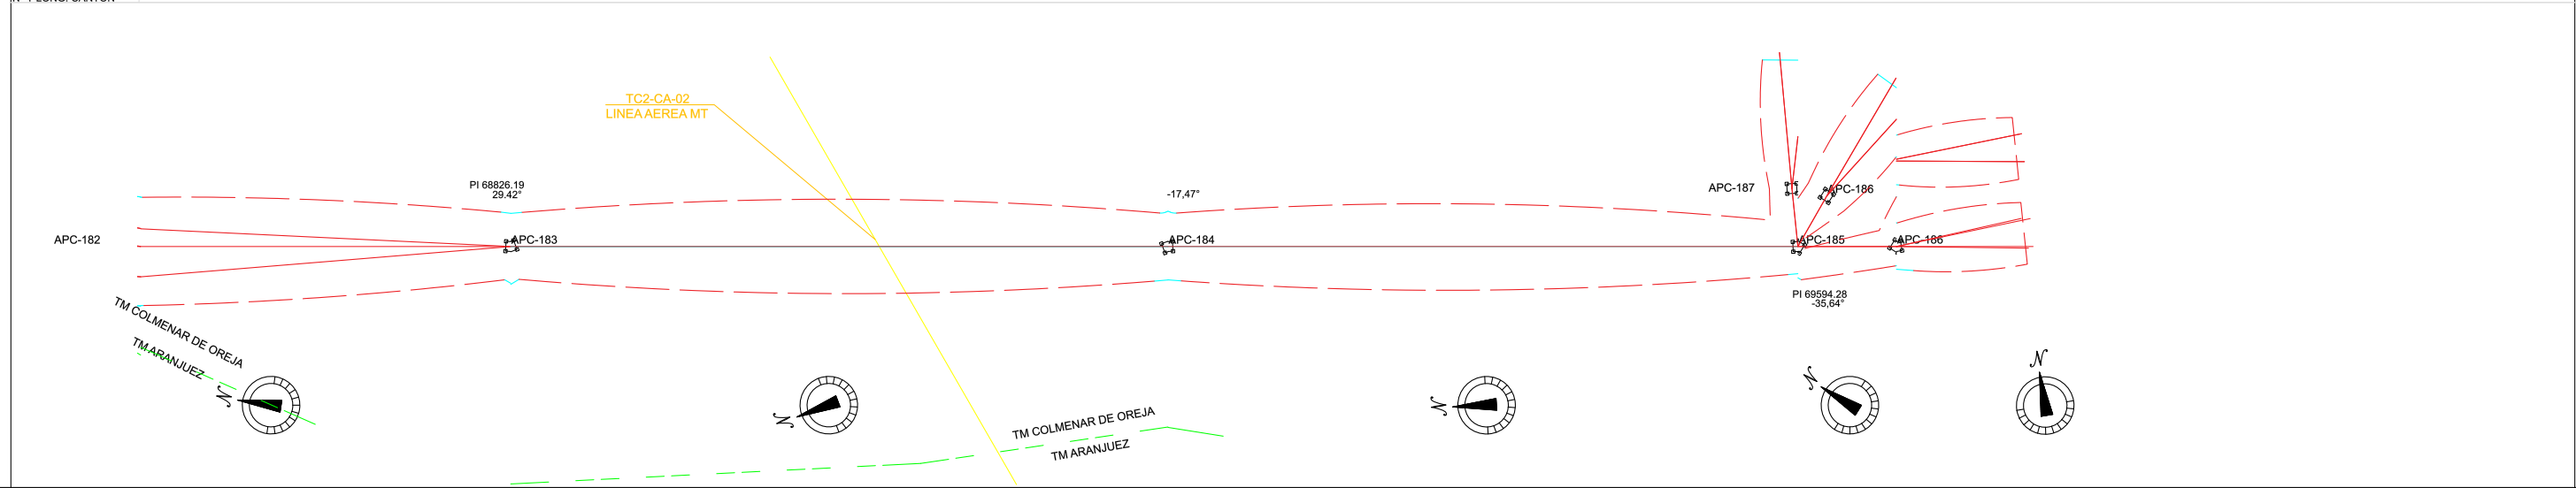 TC2-CA-02
LINEA AEREA MT
PI 68826.19
29.42°
-17,47°
APC-187
APC-186
APC-182
APC-183
APC-184
APC-185
APC-186
PI 69594.28
-35,64°
TM COLMENAR DE OREJA
TM ARANJUEZ
N
N
N
N
N
TM COLMENAR DE OREJA
TM ARANJUEZ